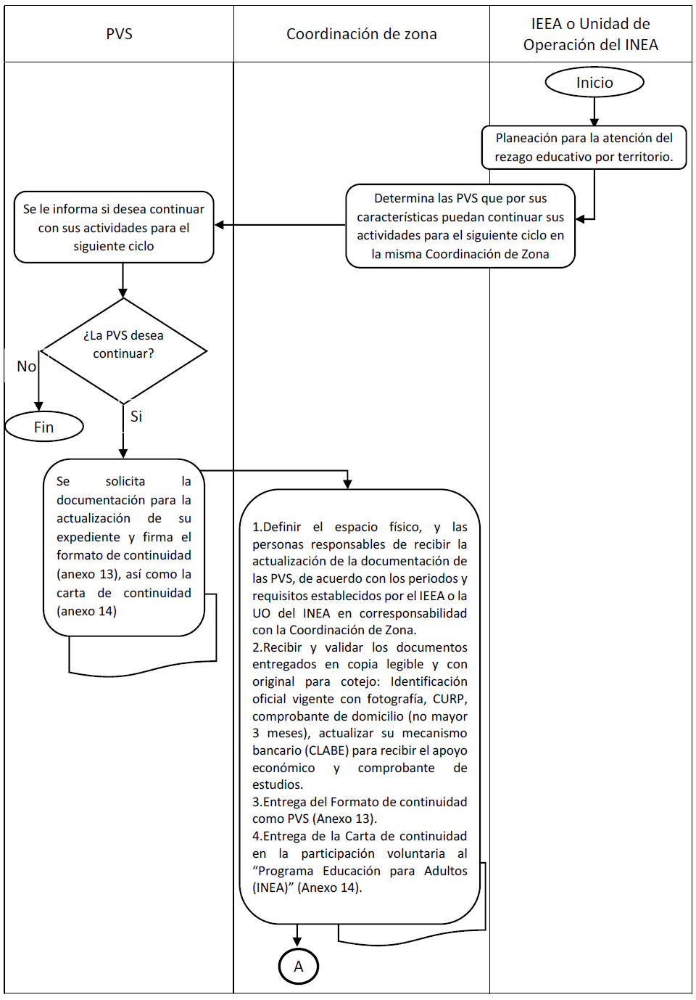 PVS
Coordinación de zona
IEEA o Unidad de
Operación del INEA
Inicio
Planeación para la atención del
rezago educativo por territorio.
Determina las PVS que por sus
características puedan continuar sus
actividades para el siguiente ciclo en
la misma Coordinación de Zona
Se le informa si desea continuar
con sus actividades para el
siguiente ciclo
¿La PVS desea
continuar?
No
Fin
Si
Se solicita la
documentación para la
actualización de su
expediente y firma el
formato de continuidad
(anexo 13), así como la
carta de continuidad
(anexo 14)
1.Definir el espacio físico, y las
personas responsables de recibir la
actualización de la documentación de
las PVS, de acuerdo con los periodos y
requisitos establecidos por el IEEA o la
UO del INEA en corresponsabilidad
con la Coordinación de Zona.
2.Recibir y validar los documentos
entregados en copia legible y con
original para cotejo: Identificación
oficial vigente con fotografía, CURP,
comprobante de domicilio (no mayor
3 meses), actualizar su mecanismo
bancario (CLABE) para recibir el apoyo
económico y comprobante de
estudios.
3.Entrega del Formato de continuidad
como PVS (Anexo 13).
4.Entrega de la Carta de continuidad
en la participación voluntaria al
“Programa Educación para Adultos
(INEA)” (Anexo 14).
A